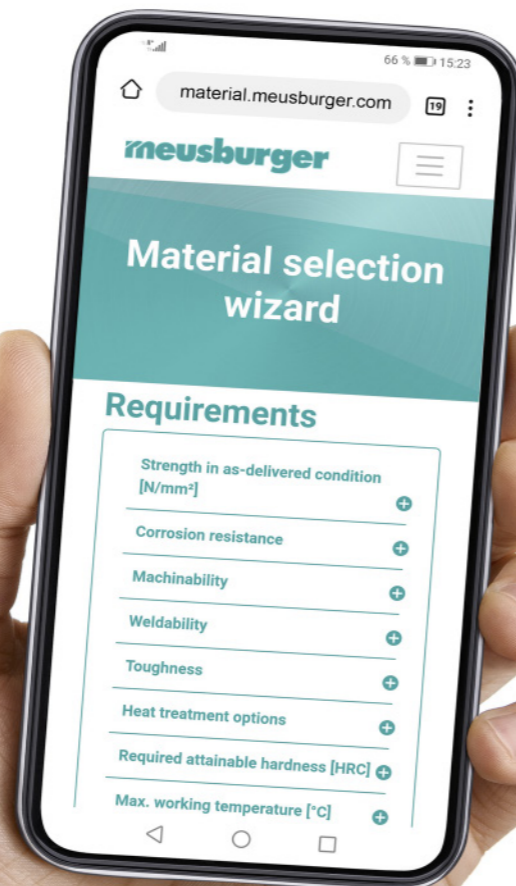 66 % 15:23
material.meusburger.com 19
meusburger
Material selection
wizard
Requirements
Strength in as-delivered condition
[N/mm²]
Corrosion resistance
Machinability
Weldability
Toughness
Heat treatment options
Required attainable hardness [HRC]
Max. working temperature [°C]